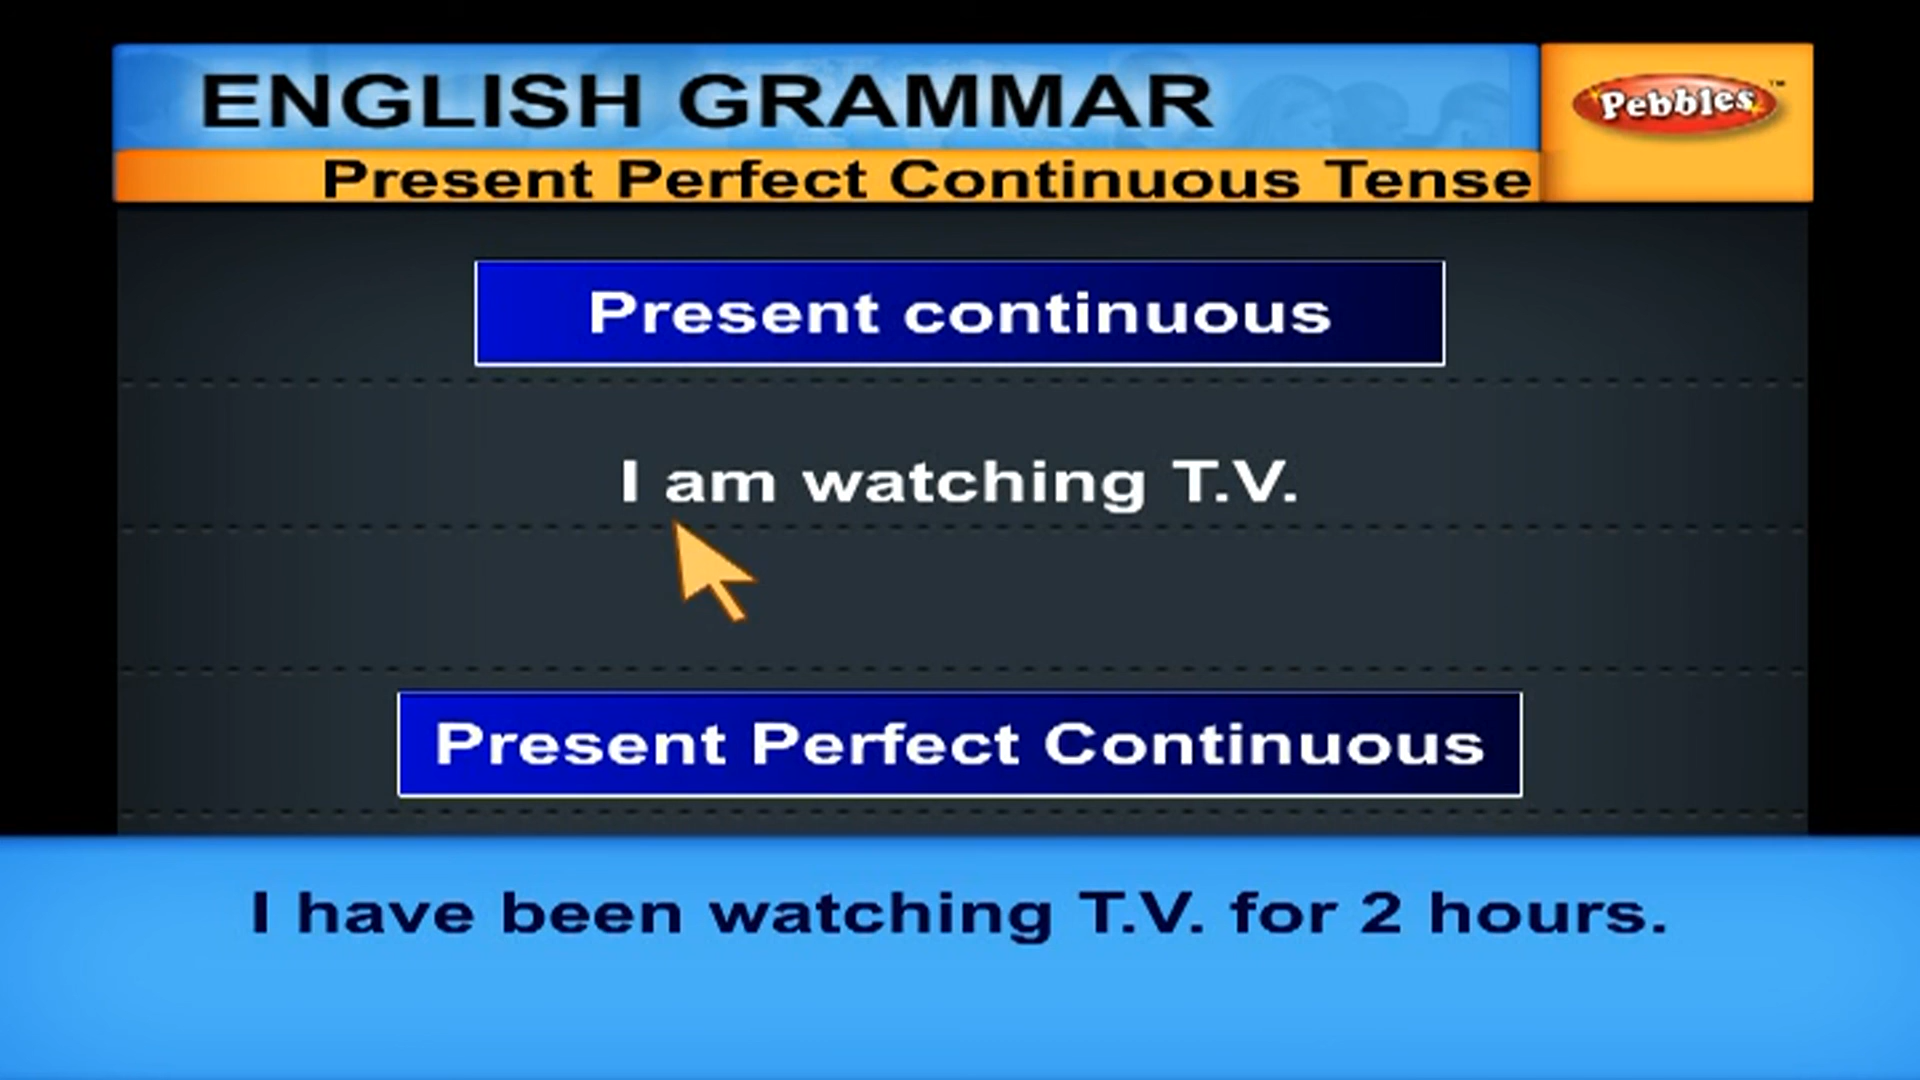 ENGLISH GRAMMAR
Pebbles™
Present Perfect Continuous Tense
Present continuous
I am watching T.V.
Present Perfect Continuous
I have been watching T.V. for 2 hours.